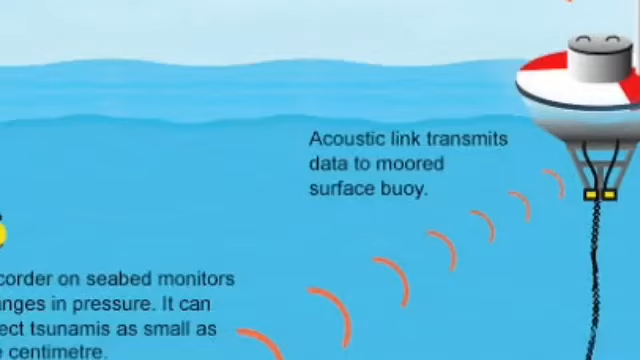 Acoustic link transmits
data to moored
surface buoy.
corder on seabed monitors
anges in pressure. It can
ect tsunamis as small as
e centimetre.